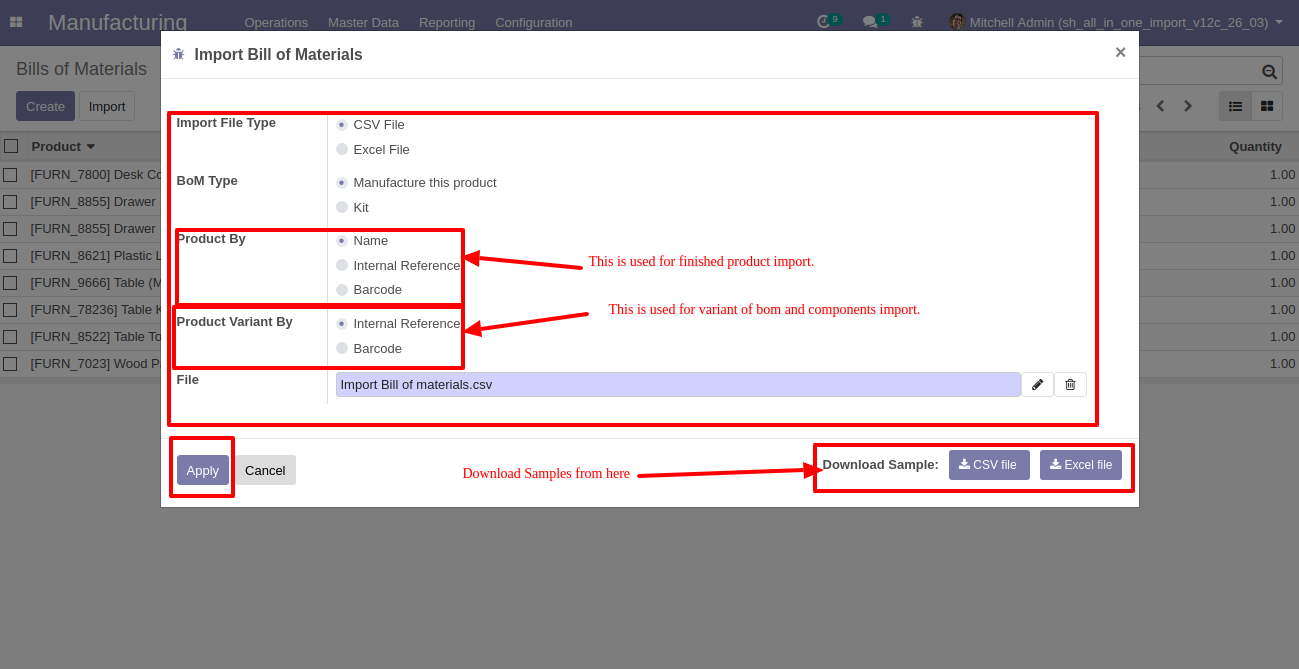 Manufacturing Operations Master Data Reporting Configuration 9 1 Mitchell Admin (sh_all_in_one_import_v12c_26_03)
Bills of Materials
Create Import
Product Quantity
[FURN_7800] Desk Co 1.00
[FURN_8855] Drawer 1.00
[FURN_8855] Drawer 1.00
[FURN_8621] Plastic L 1.00
[FURN_9666] Table (M 1.00
[FURN_78236] Table K 1.00
[FURN_8522] Table To 1.00
[FURN_7023] Wood P 1.00
Import Bill of Materials ×
Import File Type CSV File
Excel File
BoM Type Manufacture this product
Kit
Product By Name
Internal Reference
Barcode
This is used for finished product import.
Product Variant By Internal Reference
Barcode
This is used for variant of bom and components import.
File Import Bill of materials.csv
Apply Cancel
Download Samples from here
Download Sample: CSV file Excel file